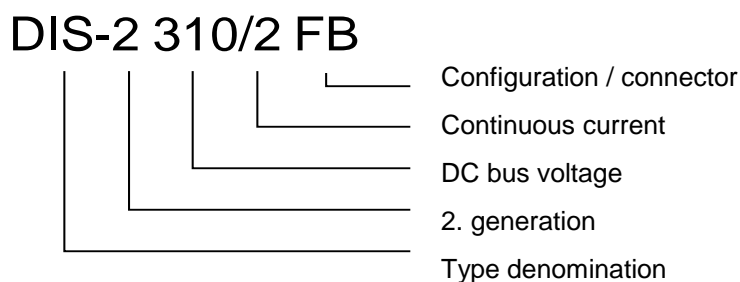 DIS-2 310/2 FB
Configuration / connector
Continuous current
DC bus voltage
2. generation
Type denomination